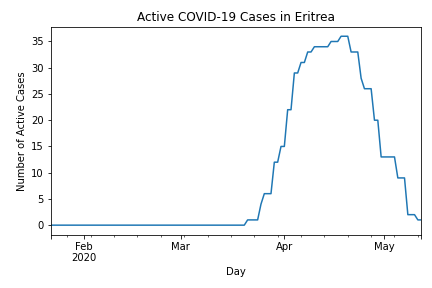 Active COVID-19 Cases in Eritrea
Number of Active Cases
35
30
25
20
15
10
5
0
Feb
2020
Mar
Apr
May
Day